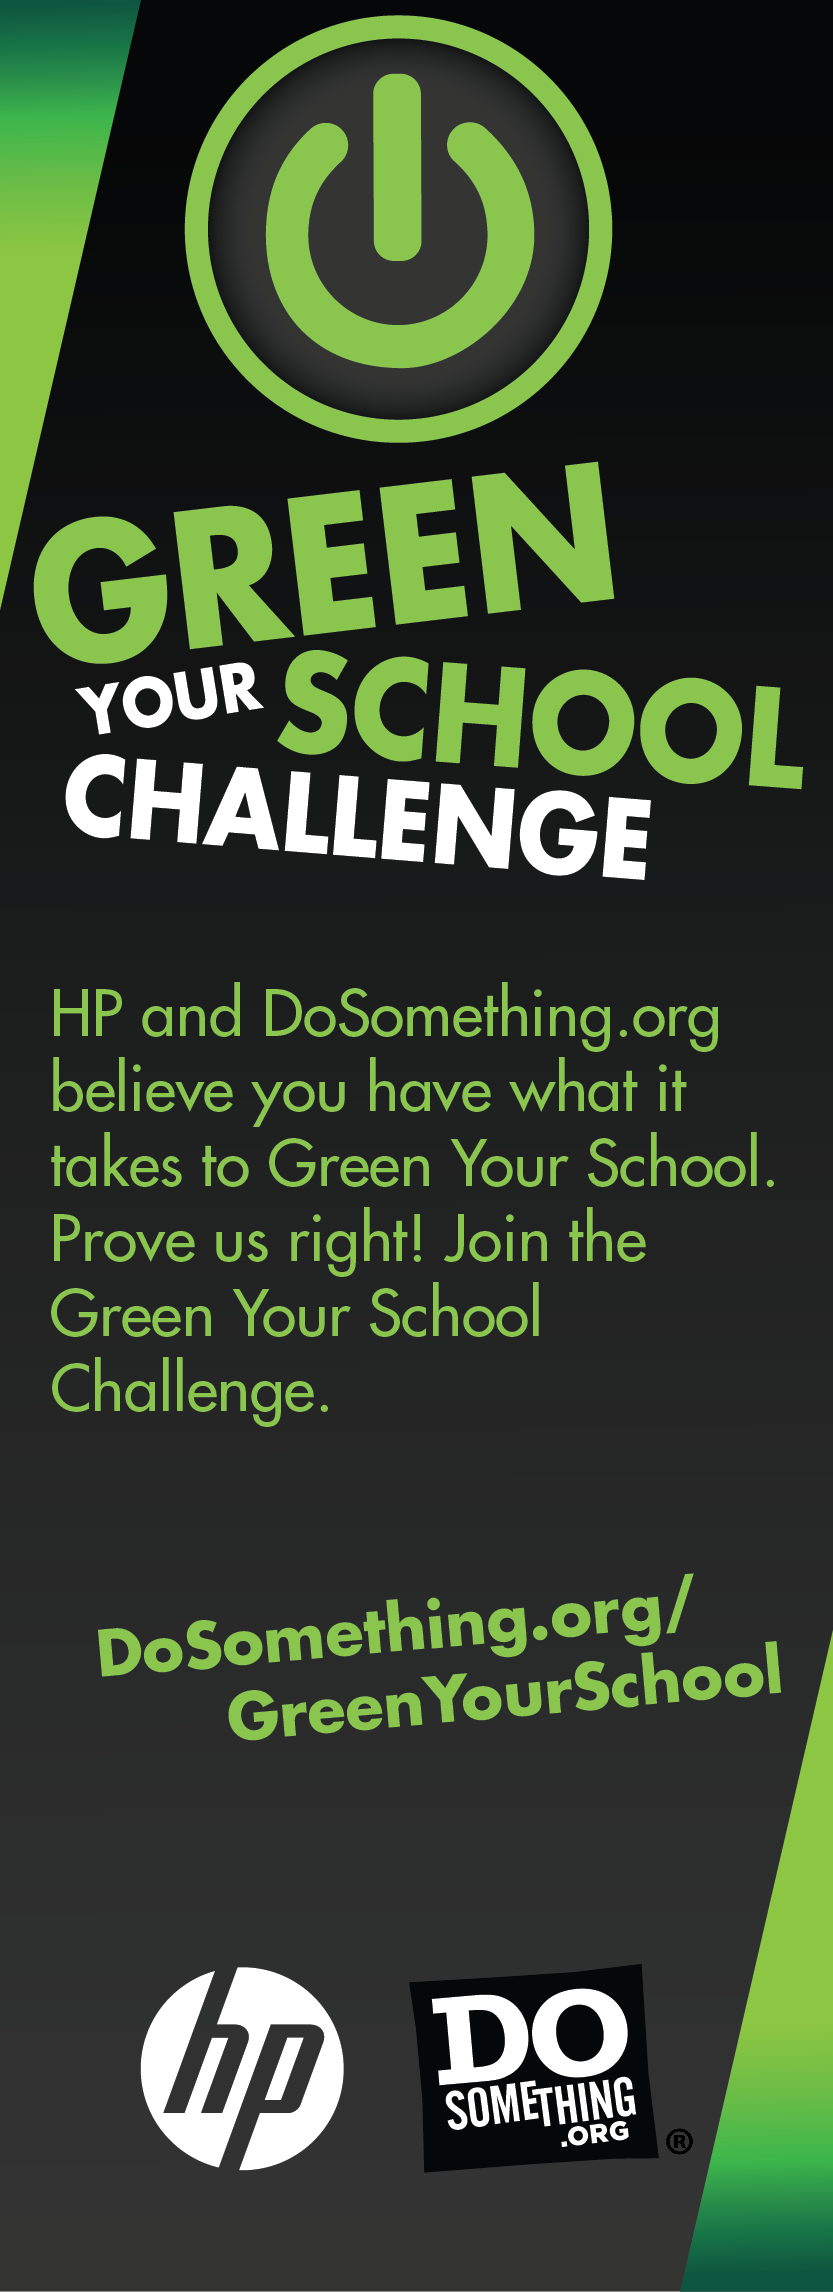 GREEN
YOUR SCHOOL
CHALLENGE
HP and DoSomething.org
believe you have what it
takes to Green Your School.
Prove us right! Join the
Green Your School
Challenge.
DoSomething.org/
GreenYourSchool
hp
DO
SOMETHING
.ORG
®